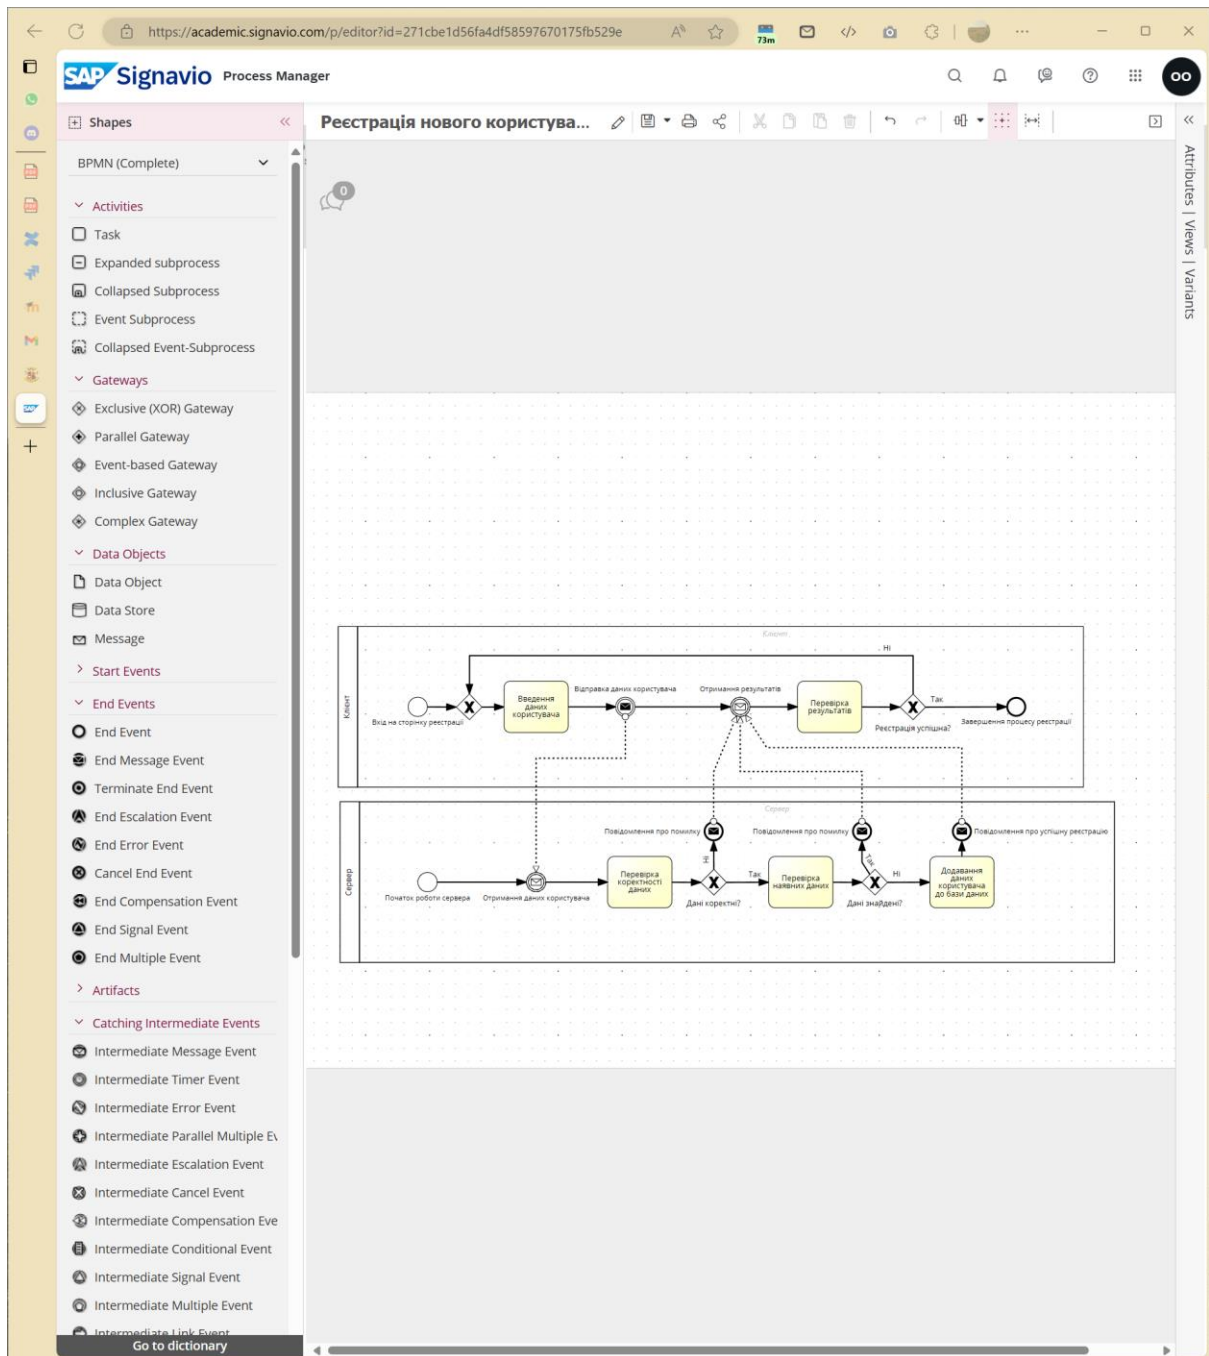 https://academic.signavio.com/p/editor?id=271cbe1d56fa4df58597670175fb529e
73m
SAP Signavio Process Manager
OO
Shapes
Реєстрація нового користува...
BPMN (Complete)
0
Attributes | Views | Variants
Activities
Task
Expanded subprocess
Collapsed Subprocess
Event Subprocess
Collapsed Event-Subprocess
Gateways
Exclusive (XOR) Gateway
Parallel Gateway
Event-based Gateway
Inclusive Gateway
Complex Gateway
Data Objects
Data Object
Data Store
Message
Start Events
End Events
End Event
End Message Event
Terminate End Event
End Escalation Event
End Error Event
Cancel End Event
End Compensation Event
End Signal Event
End Multiple Event
Artifacts
Catching Intermediate Events
Intermediate Message Event
Intermediate Timer Event
Intermediate Error Event
Intermediate Parallel Multiple Ev
Intermediate Escalation Event
Intermediate Cancel Event
Intermediate Compensation Eve
Intermediate Conditional Event
Intermediate Signal Event
Intermediate Multiple Event
Intermediate Link Event
Go to dictionary
Клієнт
Клієнт
Ні
Вхід на сторінку реєстрації
Введення
даних
користувача
Відправка даних користувача
Отримання результатів
Перевірка
результатів
Так
Реєстрація успішна?
Завершення процесу реєстрації
Сервер
Сервер
Повідомлення про помилку
Повідомлення про помилку
Повідомлення про успішну реєстрацію
Початок роботи сервера
Отримання даних користувача
Перевірка
коректності
даних
Ні
Так
Дані коректні?
Перевірка
наявних даних
Так
Ні
Дані знайдені?
Додавання
даних
користувача
до бази даних